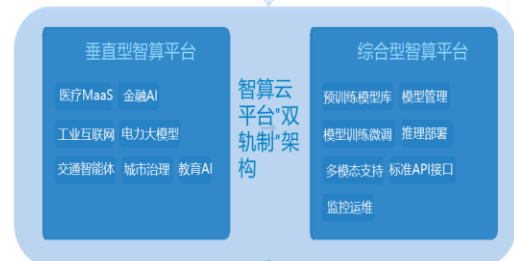 垂直型智算平台
医疗MaaS 金融AI
工业互联网 电力大模型
交通智能体 城市治理 教育AI
智算云
平台"双
轨制"架
构
综合型智算平台
预训练模型库 模型管理
模型训练微调 推理部署
多模态支持 标准API接口
监控运维